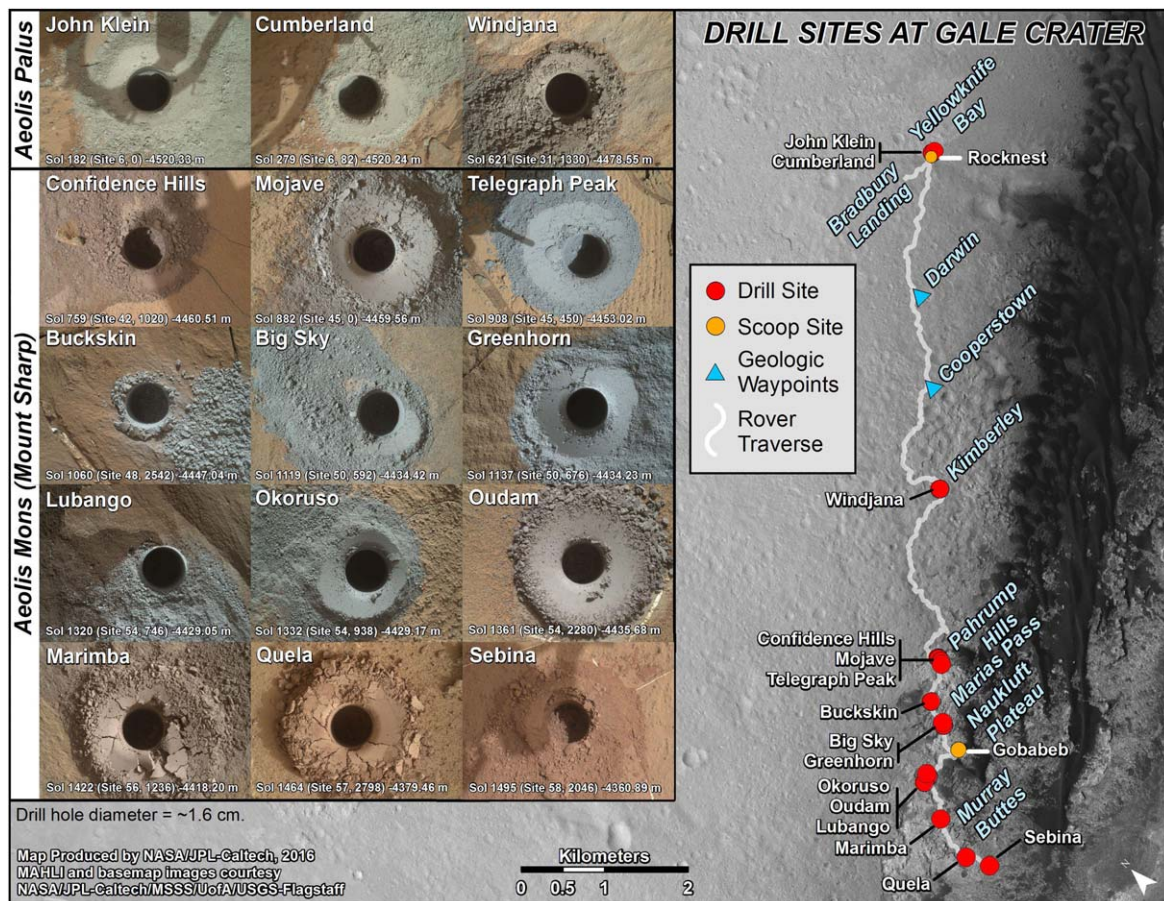 Aeolis Palus
John Klein
Sol 182 (Site 6, 0) -4520.33 m
Cumberland
Sol 279 (Site 6, 82) -4520.24 m
Windjana
Sol 621 (Site 31, 1330) -4478.55 m
Aeolis Mons (Mount Sharp)
Confidence Hills
Sol 759 (Site 42, 1020) -4460.51 m
Mojave
Sol 882 (Site 45, 0) -4459.56 m
Telegraph Peak
Sol 908 (Site 45, 450) -4453.02 m
Buckskin
Sol 1060 (Site 48, 2542) -4447.04 m
Big Sky
Sol 1119 (Site 50, 592) -4434.42 m
Greenhorn
Sol 1137 (Site 50, 676) -4434.23 m
Lubango
Sol 1320 (Site 54, 746) -4429.05 m
Okoruso
Sol 1332 (Site 54, 938) -4429.17 m
Oudam
Sol 1361 (Site 54, 2280) -4435.68 m
Marimba
Sol 1422 (Site 56, 1236) -4418.20 m
Quela
Sol 1464 (Site 57, 2798) -4379.46 m
Sebina
Sol 1495 (Site 58, 2046) -4360.89 m
Drill hole diameter = ~1.6 cm.
Map Produced by NASA/JPL-Caltech, 2016
MAHLI and basemap images courtesy
NASA/JPL-Caltech/MSSS/UofA/USGS-Flagstaff
DRILL SITES AT GALE CRATER
Yellowknife
Bay
John Klein
Cumberland
Rocknest
Bradbury
Landing
Darwin
Cooperstown
Drill Site
Scoop Site
Geologic
Waypoints
Rover
Traverse
Kimberley
Windjana
Pahrump
Hills
Confidence Hills
Mojave
Telegraph Peak
Marias Pass
Buckskin
Naukluft
Plateau
Big Sky
Greenhorn
Gobabeb
Okoruso
Oudam
Lubango
Murray
Buttes
Marimba
Sebina
Quela
Kilometers
0 0.5 1 2
N